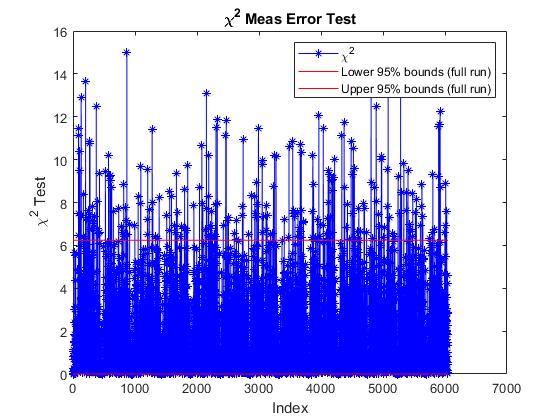 χ² Meas Error Test
χ²
Lower 95% bounds (full run)
Upper 95% bounds (full run)
χ² Test
16
14
12
10
8
6
4
2
0
0 1000 2000 3000 4000 5000 6000 7000
Index